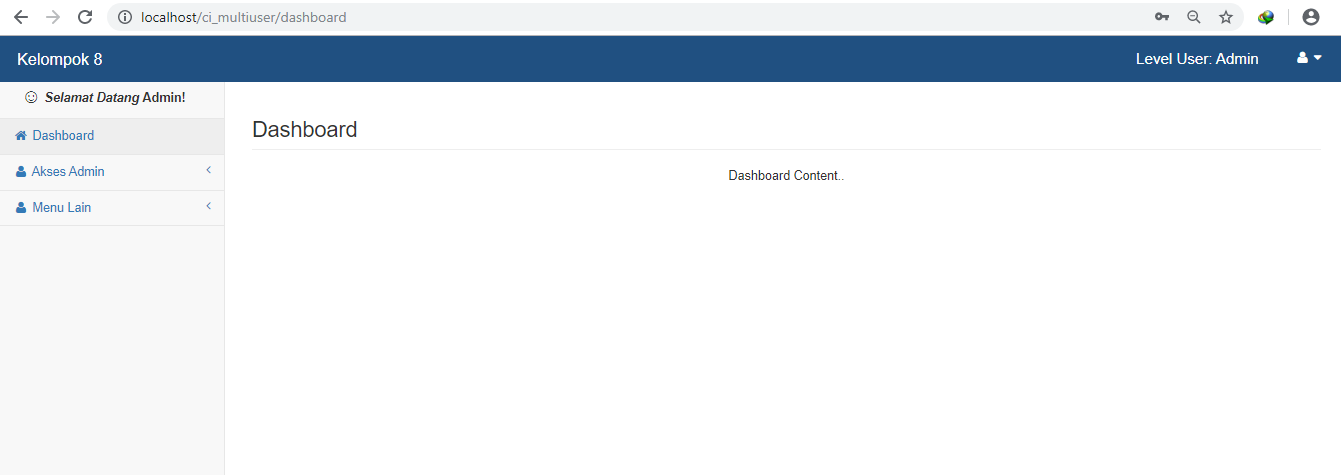 localhost/ci_multiuser/dashboard
Kelompok 8
Level User: Admin
Selamat Datang Admin!
Dashboard
Akses Admin
Menu Lain
Dashboard
Dashboard Content..